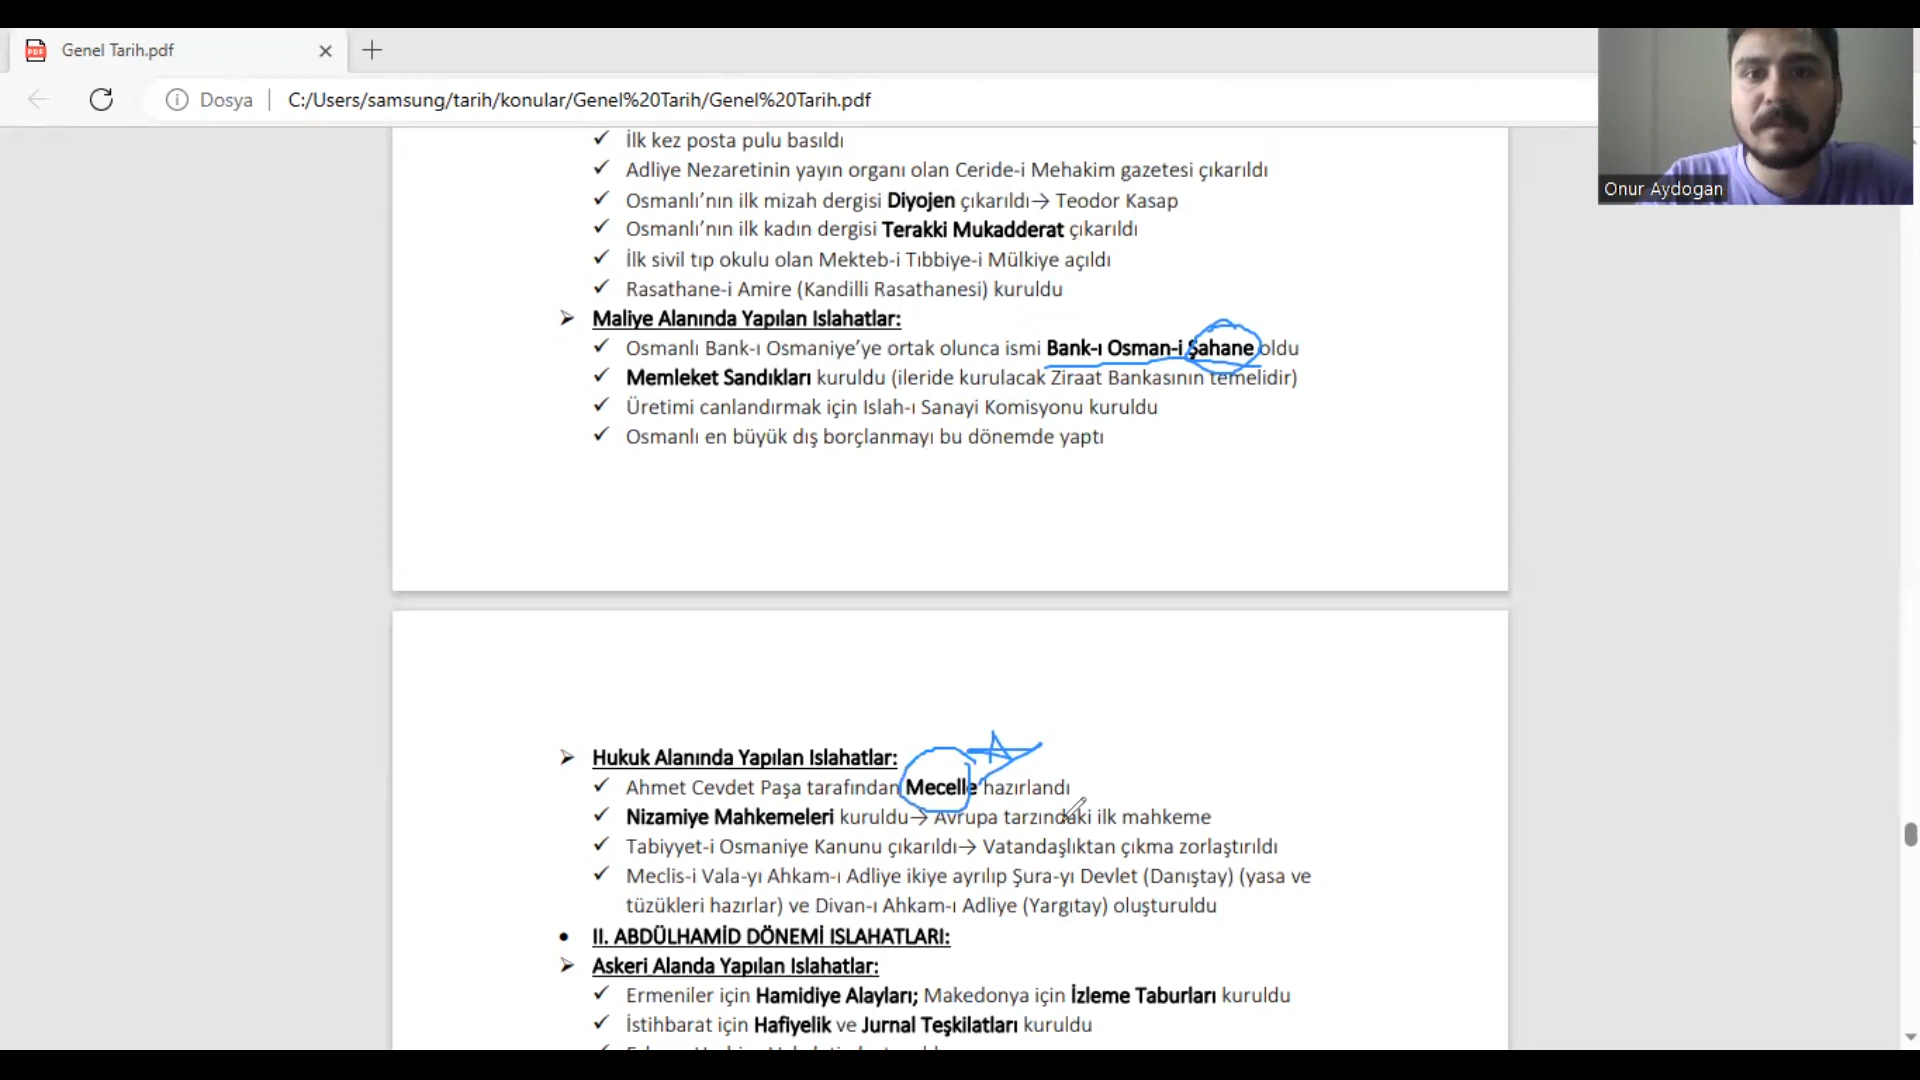 Genel Tarih.pdf
Dosya
C:/Users/samsung/tarih/konular/Genel%20Tarih/Genel%20Tarih.pdf
Onur Aydogan
✓ İlk kez posta pulu basıldı
✓ Adliye Nezaretinin yayın organı olan Ceride-i Mehakim gazetesi çıkarıldı
✓ Osmanlı’nın ilk mizah dergisi Diyojen çıkarıldı→ Teodor Kasap
✓ Osmanlı’nın ilk kadın dergisi Terakki Mukadderat çıkarıldı
✓ İlk sivil tıp okulu olan Mekteb-i Tıbbiye-i Mülkiye açıldı
✓ Rasathane-i Amire (Kandilli Rasathanesi) kuruldu
➢ Maliye Alanında Yapılan Islahatlar:
✓ Osmanlı Bank-ı Osmaniye’ye ortak olunca ismi Bank-ı Osman-i Şahane oldu
✓ Memleket Sandıkları kuruldu (ileride kurulacak Ziraat Bankasının temelidir)
✓ Üretimi canlandırmak için Islah-ı Sanayi Komisyonu kuruldu
✓ Osmanlı en büyük dış borçlanmayı bu dönemde yaptı
➢ Hukuk Alanında Yapılan Islahatlar:
✓ Ahmet Cevdet Paşa tarafından Mecelle hazırlandı
✓ Nizamiye Mahkemeleri kuruldu→ Avrupa tarzındaki ilk mahkeme
✓ Tabiyyet-i Osmaniye Kanunu çıkarıldı→ Vatandaşlıktan çıkma zorlaştırıldı
✓ Meclis-i Vala-yı Ahkam-ı Adliye ikiye ayrılıp Şura-yı Devlet (Danıştay) (yasa ve
tüzükleri hazırlar) ve Divan-ı Ahkam-ı Adliye (Yargıtay) oluşturuldu
• II. ABDÜLHAMİD DÖNEMİ ISLAHATLARI:
➢ Askeri Alanda Yapılan Islahatlar:
✓ Ermeniler için Hamidiye Alayları; Makedonya için İzleme Taburları kuruldu
✓ İstihbarat için Hafiyelik ve Jurnal Teşkilatları kuruldu